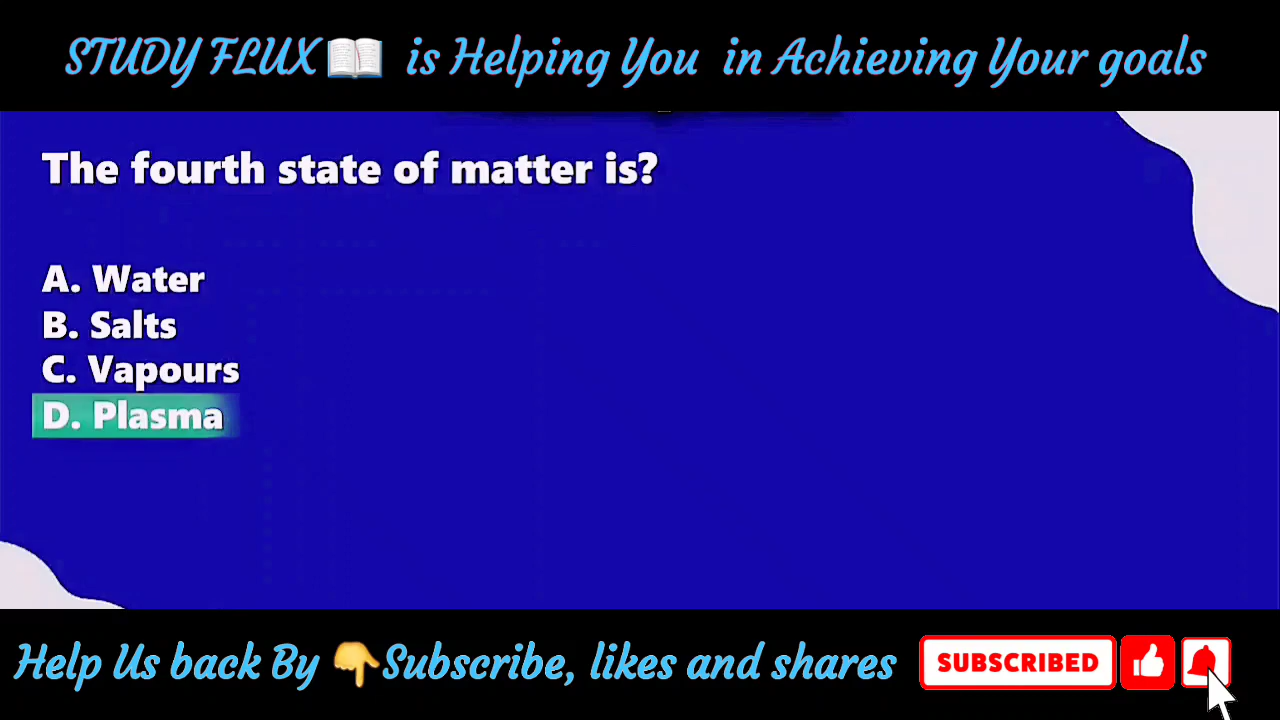 STUDY FLUX📖 is Helping You in Achieving Your goals
The fourth state of matter is?
A. Water
B. Salts
C. Vapours
D. Plasma
Help Us back By 👇Subscribe, likes and shares SUBSCRIBED